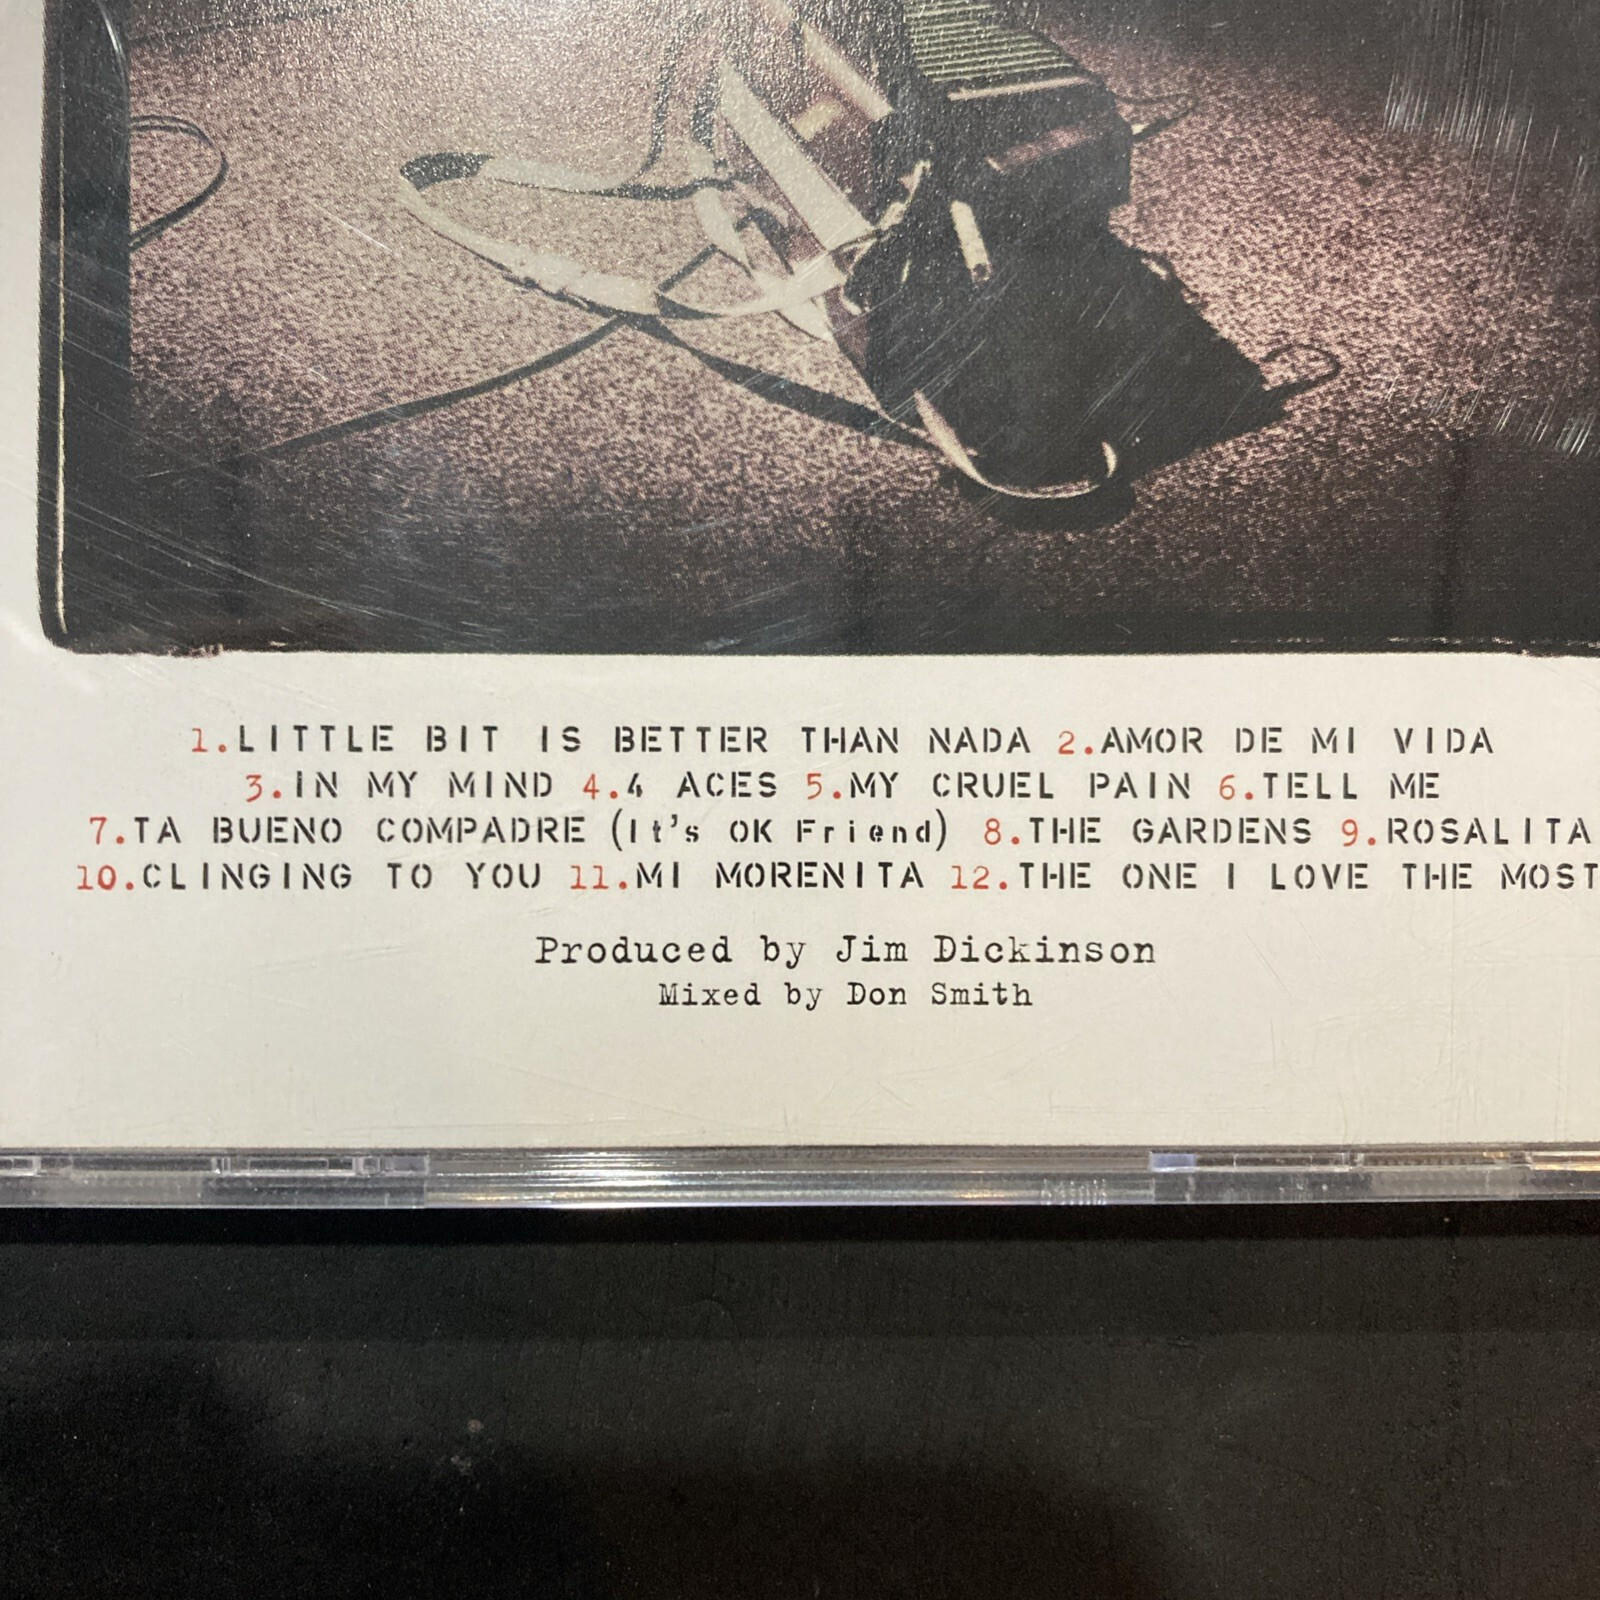 1.LITTLE BIT IS BETTER THAN NADA 2.AMOR DE MI VIDA
3.IN MY MIND 4.4 ACES 5.MY CRUEL PAIN 6.TELL ME
7.TA BUENO COMPADRE (It's OK Friend) 8.THE GARDENS 9.ROSALITA
10.CLINGING TO YOU 11.MI MORENITA 12.THE ONE I LOVE THE MOST
Produced by Jim Dickinson
Mixed by Don Smith